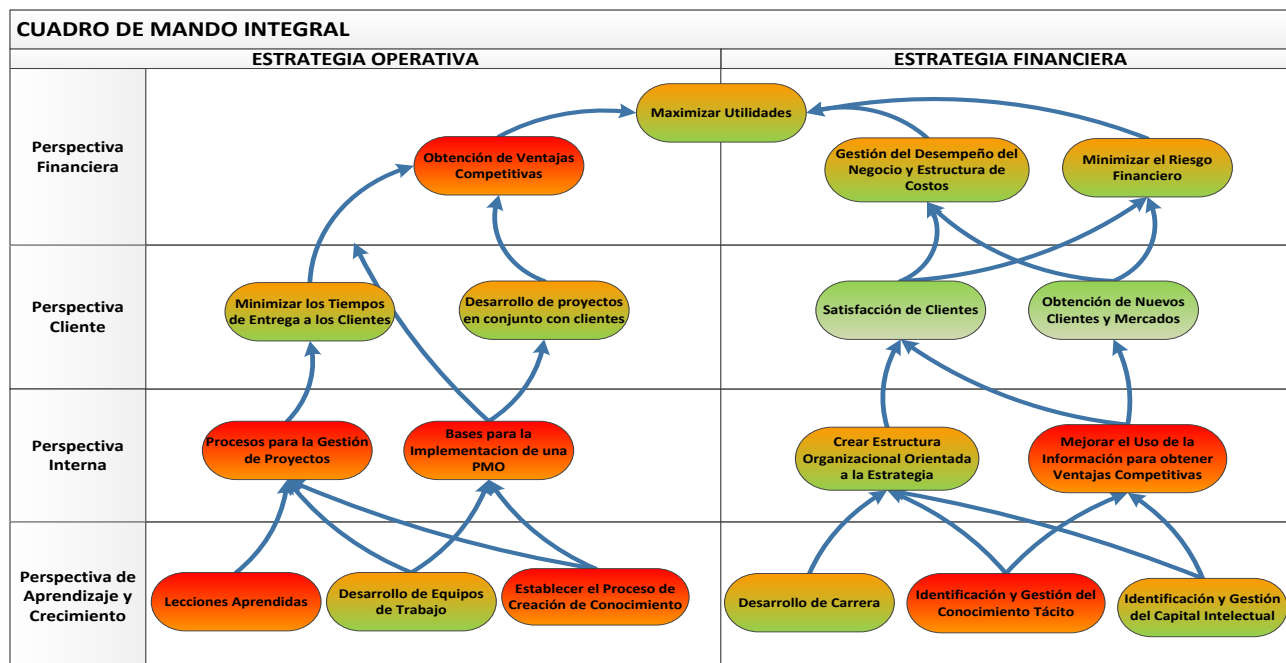 CUADRO DE MANDO INTEGRAL
ESTRATEGIA OPERATIVA
ESTRATEGIA FINANCIERA
Perspectiva
Financiera
Maximizar Utilidades
Obtención de Ventajas
Competitivas
Gestión del Desempeño del
Negocio y Estructura de
Costos
Minimizar el Riesgo
Financiero
Perspectiva
Cliente
Minimizar los Tiempos
de Entrega a los Clientes
Desarrollo de proyectos
en conjunto con clientes
Satisfacción de Clientes
Obtención de Nuevos
Clientes y Mercados
Perspectiva
Interna
Procesos para la Gestión
de Proyectos
Bases para la
Implementacion de una
PMO
Crear Estructura
Organizacional Orientada
a la Estrategia
Mejorar el Uso de la
Información para obtener
Ventajas Competitivas
Perspectiva de
Aprendizaje y
Crecimiento
Lecciones Aprendidas
Desarrollo de Equipos
de Trabajo
Establecer el Proceso de
Creación de Conocimiento
Desarrollo de Carrera
Identificación y Gestión del
Conocimiento Tácito
Identificación y Gestión
del Capital Intelectual